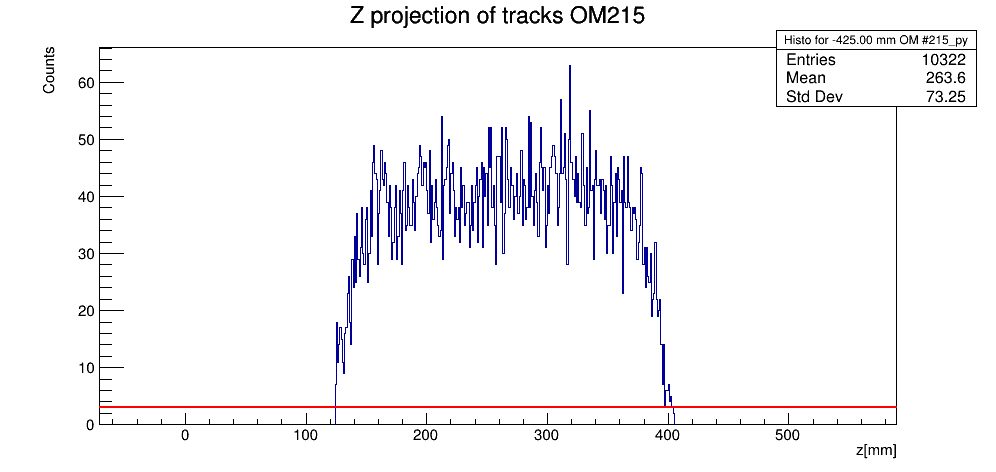 Z projection of tracks OM215
Histo for -425.00 mm OM #215_py
Entries 10322
Mean 263.6
Std Dev 73.25
Counts
60
50
40
30
20
10
0
0 100 200 300 400 500
z[mm]